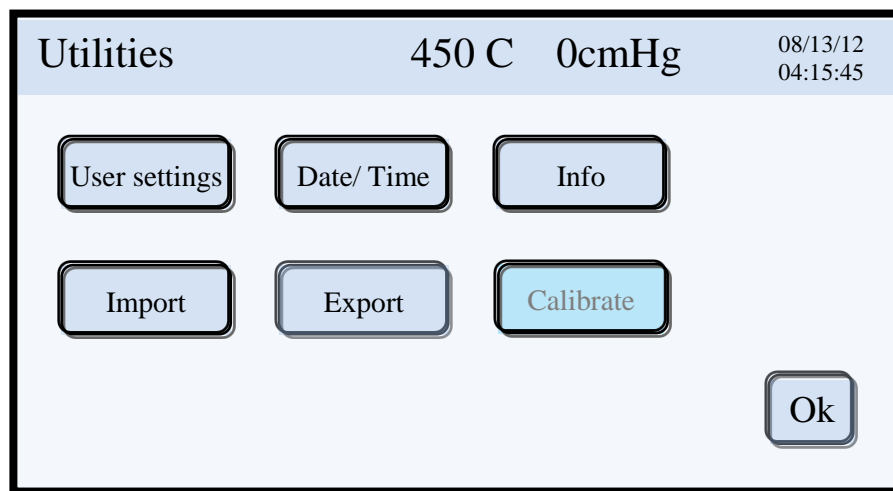 Utilities 450 C 0cmHg 08/13/12
04:15:45
User settings Date/ Time Info
Import Export Calibrate
Ok